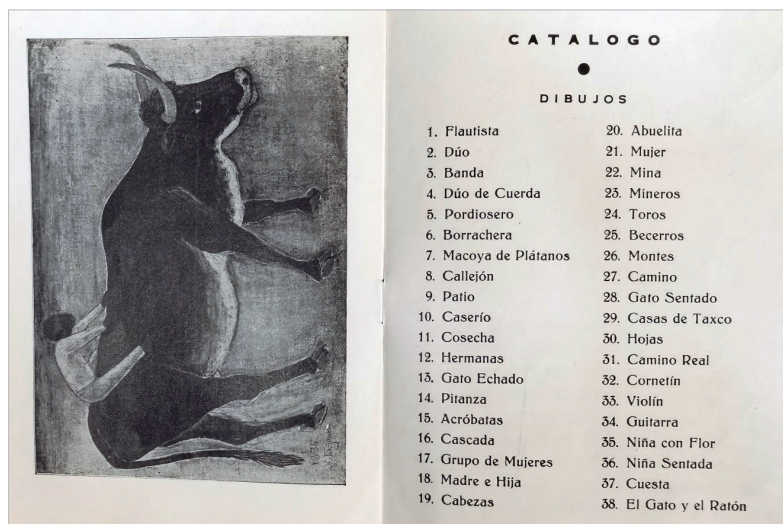 CATALOGO
DIBUJOS
1. Flautista
2. Dúo
3. Banda
4. Dúo de Cuerda
5. Pordiosero
6. Borrachera
7. Macoya de Plátanos
8. Callejón
9. Patio
10. Caserío
11. Cosecha
12. Hermanas
13. Gato Echado
14. Pitanza
15. Acróbatas
16. Cascada
17. Grupo de Mujeres
18. Madre e Hija
19. Cabezas
20. Abuelita
21. Mujer
22. Mina
23. Mineros
24. Toros
25. Becerros
26. Montes
27. Camino
28. Gato Sentado
29. Casas de Taxco
30. Hojas
31. Camino Real
32. Cornetín
33. Violín
34. Guitarra
35. Niña con Flor
36. Niña Sentada
37. Cuesta
38. El Gato y el Ratón